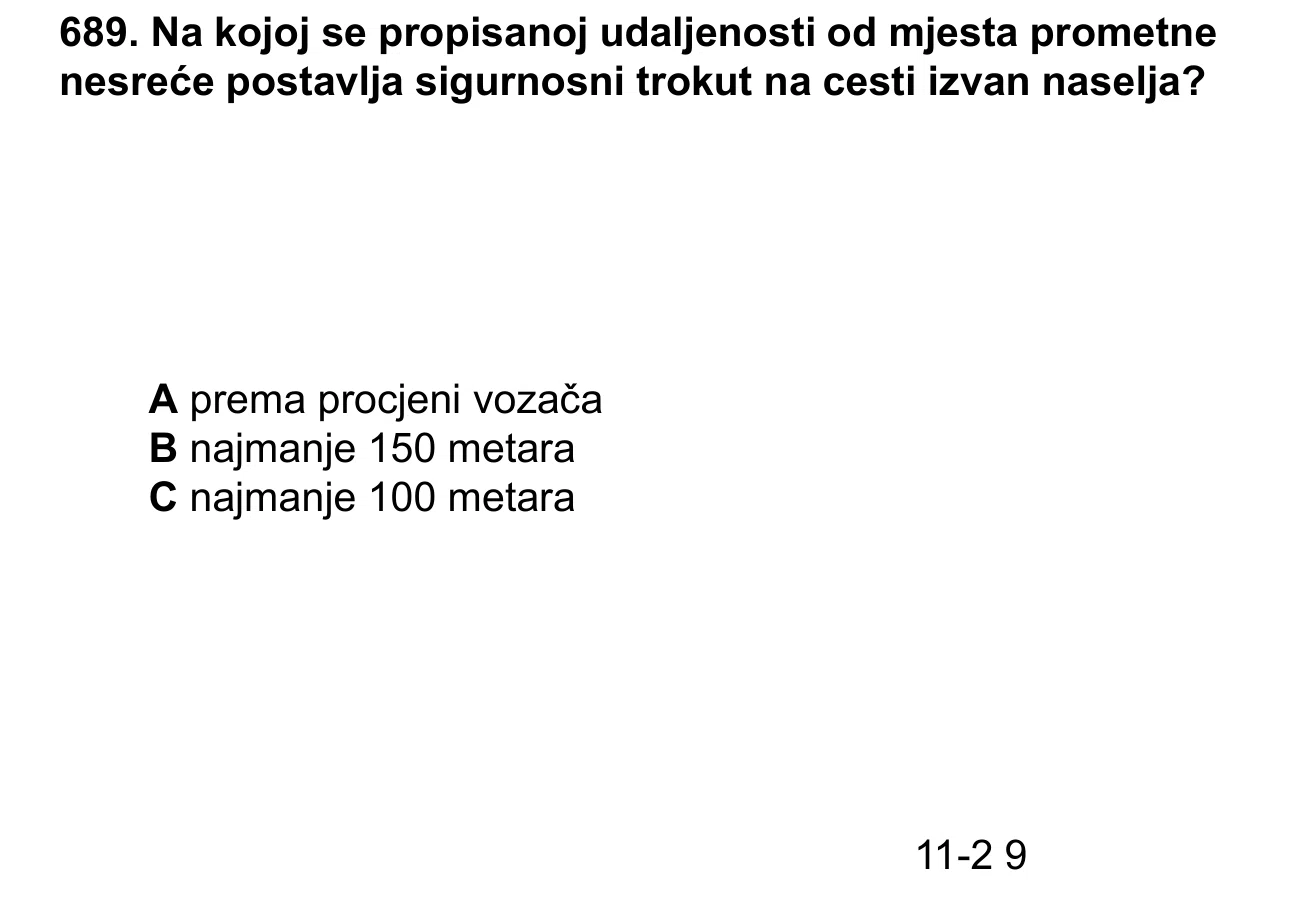 689. Na kojoj se propisanoj udaljenosti od mjesta prometne
nesreće postavlja sigurnosni trokut na cesti izvan naselja?
A prema procjeni vozača
B najmanje 150 metara
C najmanje 100 metara
11-2 9